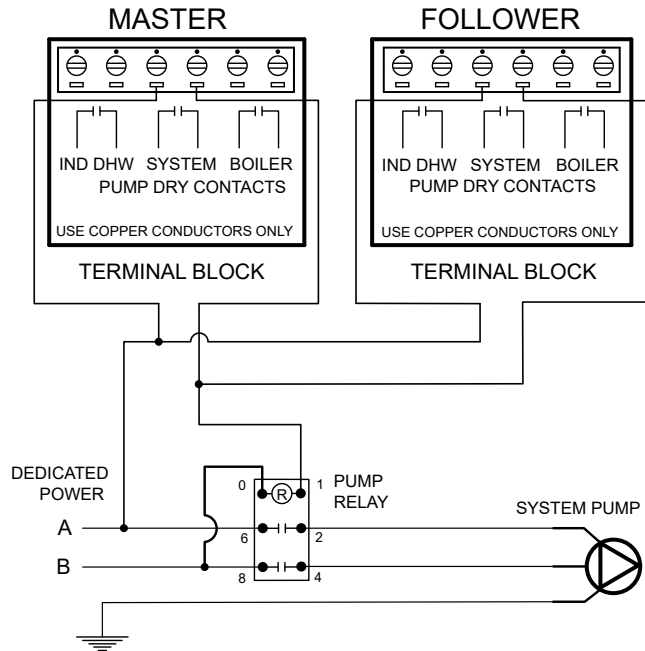 MASTER
FOLLOWER
IND DHW SYSTEM BOILER
PUMP DRY CONTACTS
USE COPPER CONDUCTORS ONLY
TERMINAL BLOCK
IND DHW SYSTEM BOILER
PUMP DRY CONTACTS
USE COPPER CONDUCTORS ONLY
TERMINAL BLOCK
DEDICATED
POWER
0
R
1
PUMP
RELAY
SYSTEM PUMP
A
6
2
B
8
4